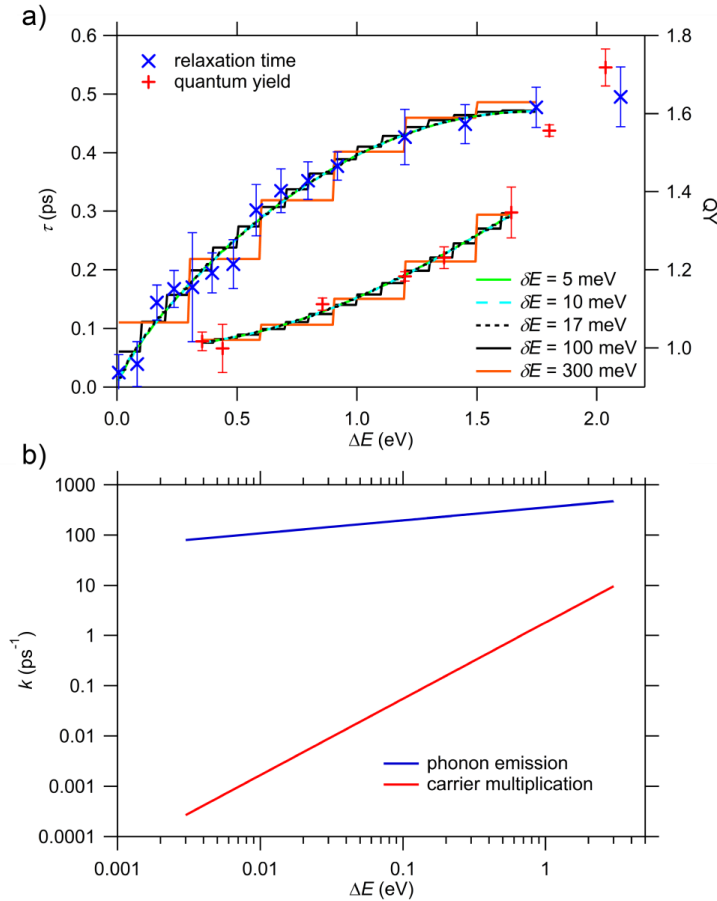 a)
0.6
0.5
0.4
0.3
0.2
0.1
0.0
τ (ps)
relaxation time
quantum yield
1.8
1.6
1.4
1.2
1.0
QY
δE = 5 meV
δE = 10 meV
δE = 17 meV
δE = 100 meV
δE = 300 meV
0.0 0.5 1.0 1.5 2.0
ΔE (eV)
b)
1000
100
10
1
0.1
0.01
0.001
0.0001
k (ps⁻¹)
phonon emission
carrier multiplication
0.001 0.01 0.1 1
ΔE (eV)